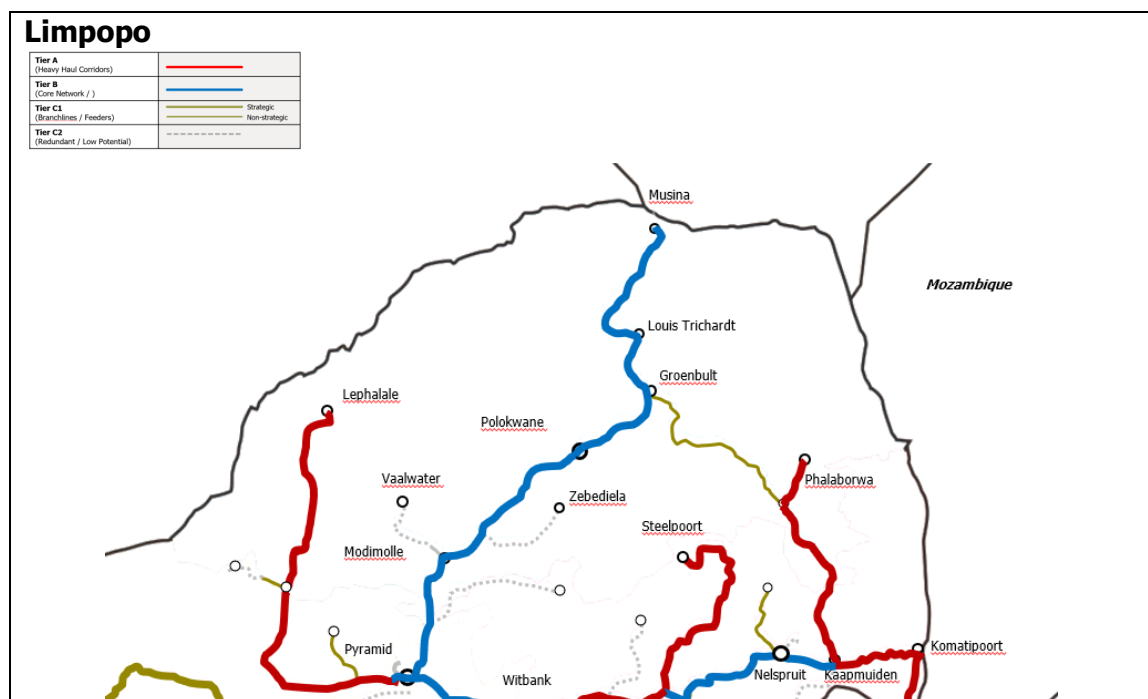 Limpopo
Tier A
(Heavy Haul Corridors)
Tier B
(Core Network / )
Tier C1
(Branchlines / Feeders)
Strategic
Non-strategic
Tier C2
(Redundant / Low Potential)
Musina
Mozambique
Louis Trichardt
Groenbult
Lephalale
Polokwane
Vaalwater
Phalaborwa
Zebediela
Steelpoort
Modimolle
Pyramid
Komatipoort
Witbank
Nelspruit
Kaapmuiden